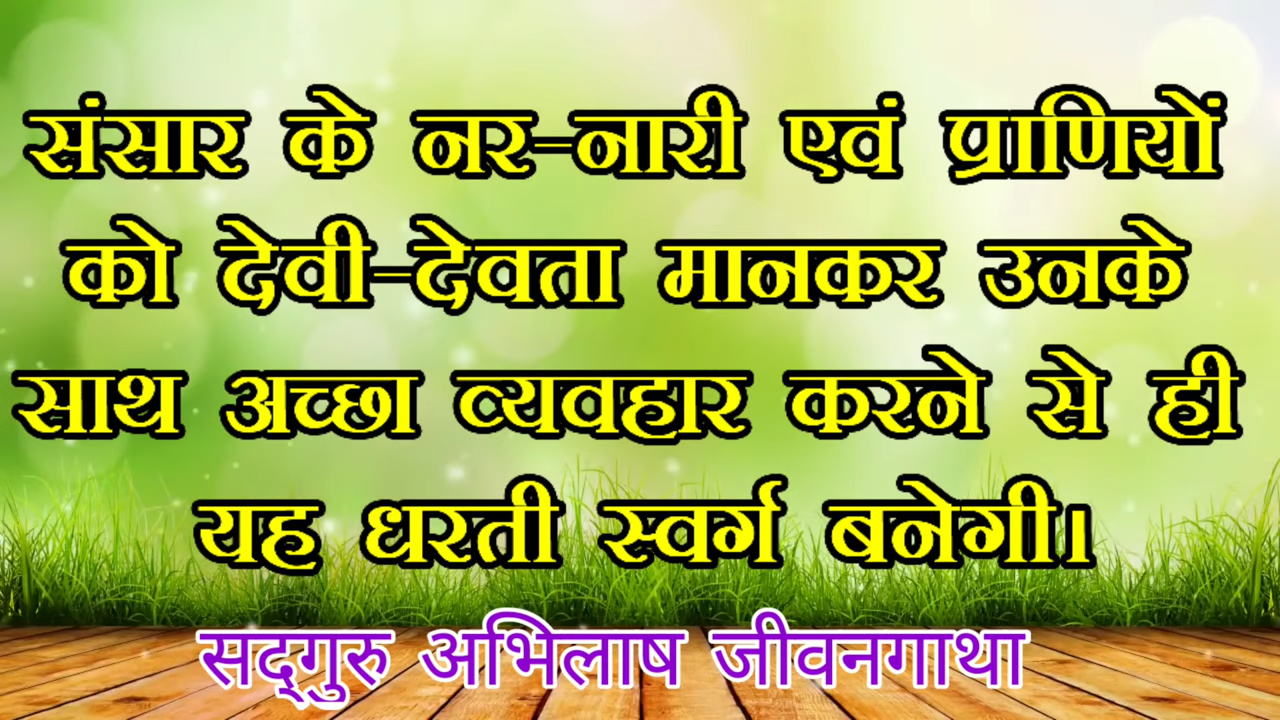 संसार के नर-नारी एवं प्राणियों
को देवी-देवता मानकर उनके
साथ अच्छा व्यवहार करने से ही
यह धरती स्वर्ग बनेगी।
सद्‌गुरु अभिलाष जीवनगाथा